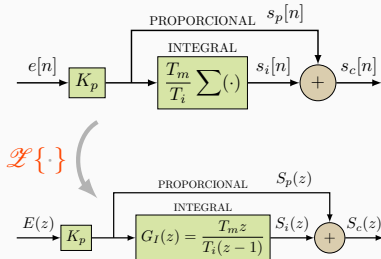 PROPORCIONAL
s_p[n]
INTEGRAL
e[n]
K_p
T_m/T_i ∑(·)
s_i[n]
+
s_c[n]
𝒵{·}
PROPORCIONAL
S_p(z)
INTEGRAL
E(z)
K_p
G_I(z) = T_m z / T_i(z−1)
S_i(z)
+
S_c(z)